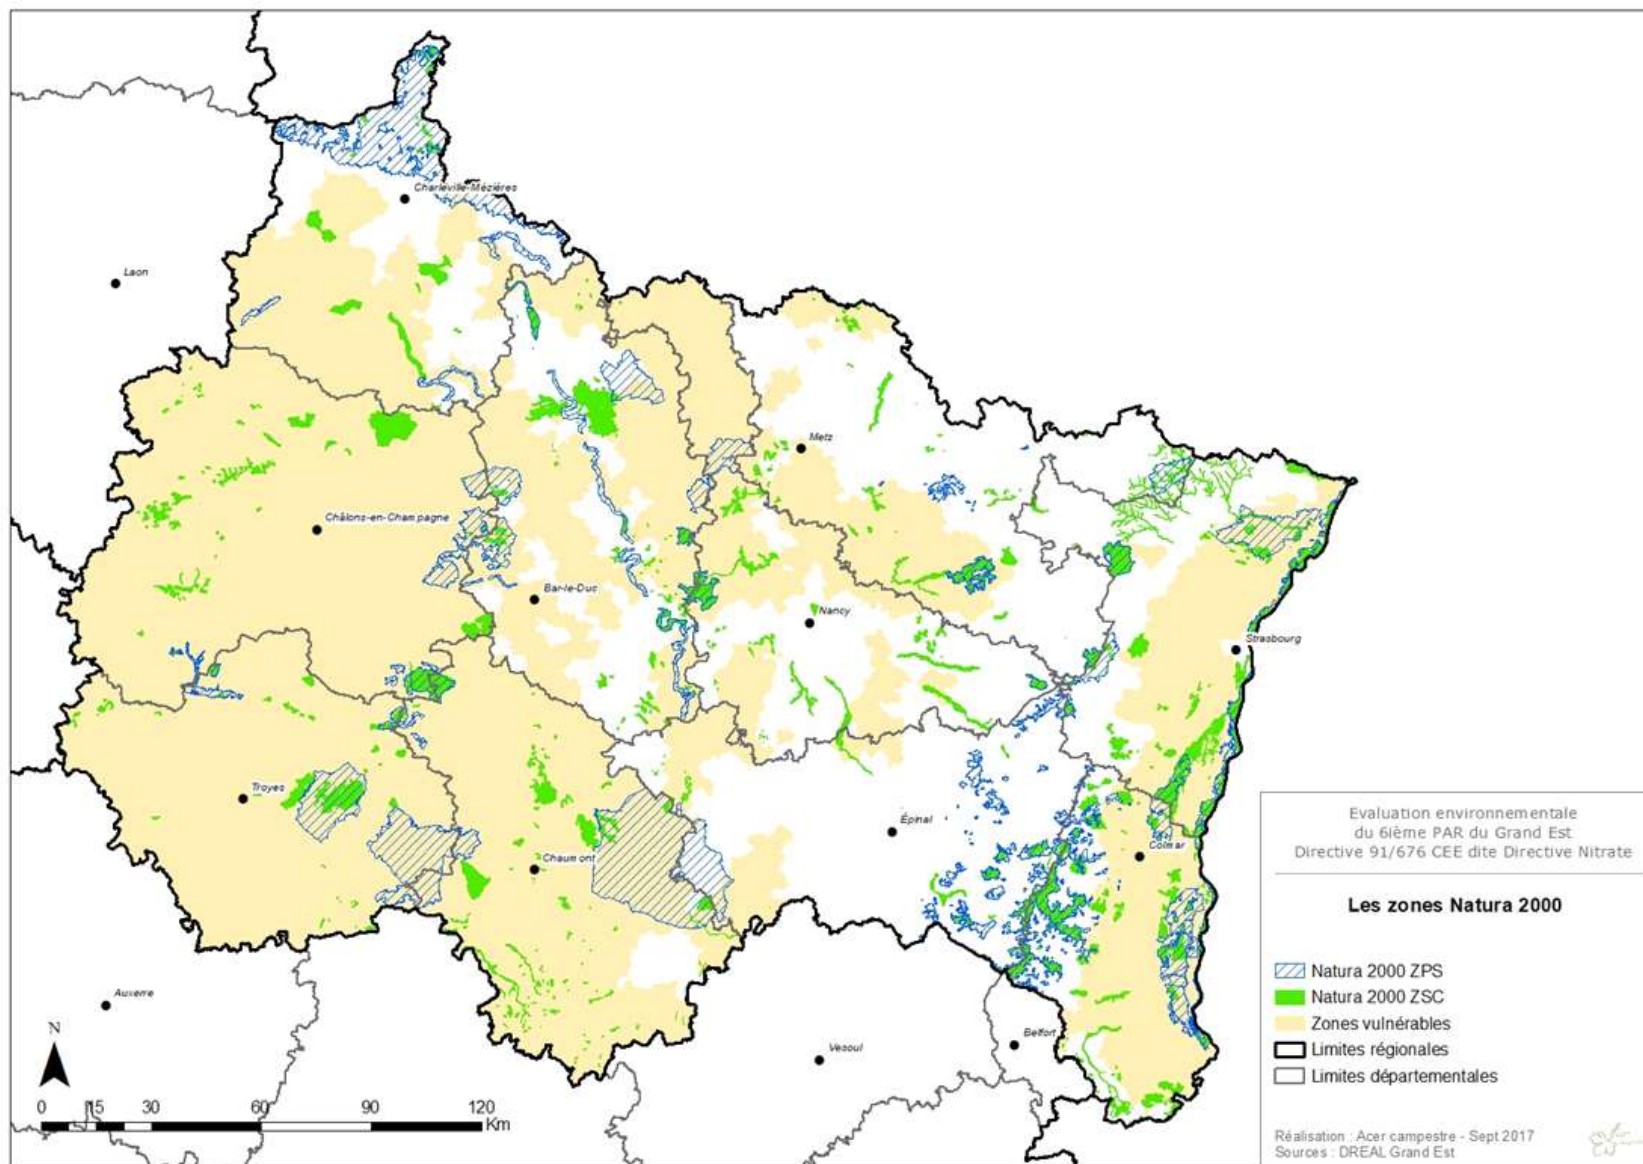 Charleville-Mézières
Laon
Metz
Châlons-en-Champagne
Bar-le-Duc
Nancy
Strasbourg
Troyes
Épinal
Chaumont
Colmar
Auxerre
Vesoul
Belfort
N
0 15 30 60 90 120
Km
Evaluation environnementale
du 6ième PAR du Grand Est
Directive 91/676 CEE dite Directive Nitrate
Les zones Natura 2000
Natura 2000 ZPS
Natura 2000 ZSC
Zones vulnérables
Limites régionales
Limites départementales
Réalisation : Acer campestre - Sept 2017
Sources : DREAL Grand Est